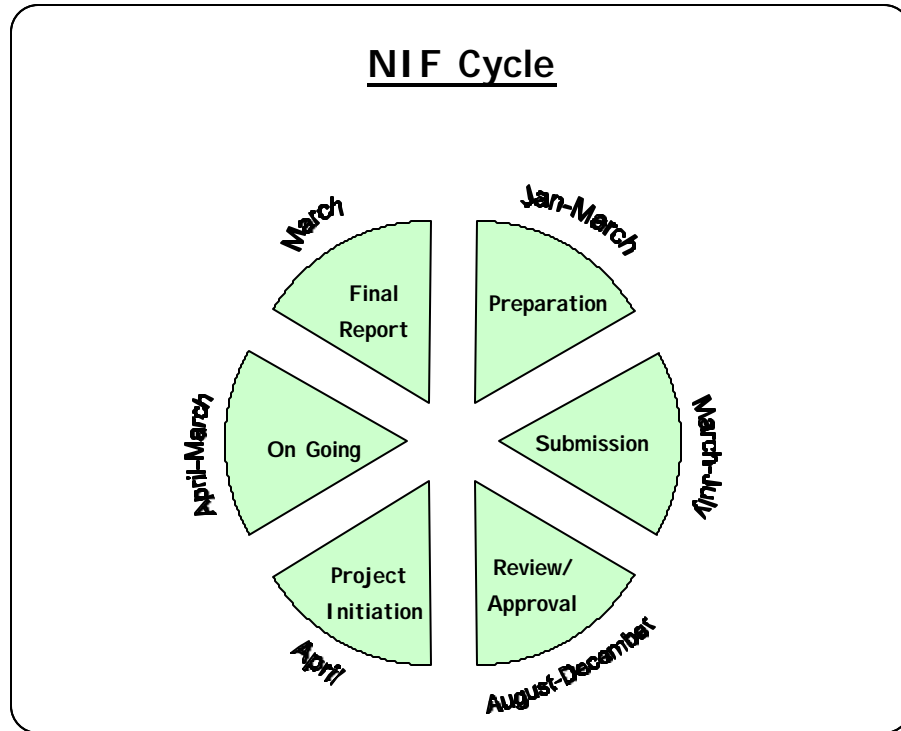 NIF Cycle
Jan-March
Preparation
March-July
Submission
August-December
Review/
Approval
April
Project
Initiation
April-March
On Going
March
Final
Report